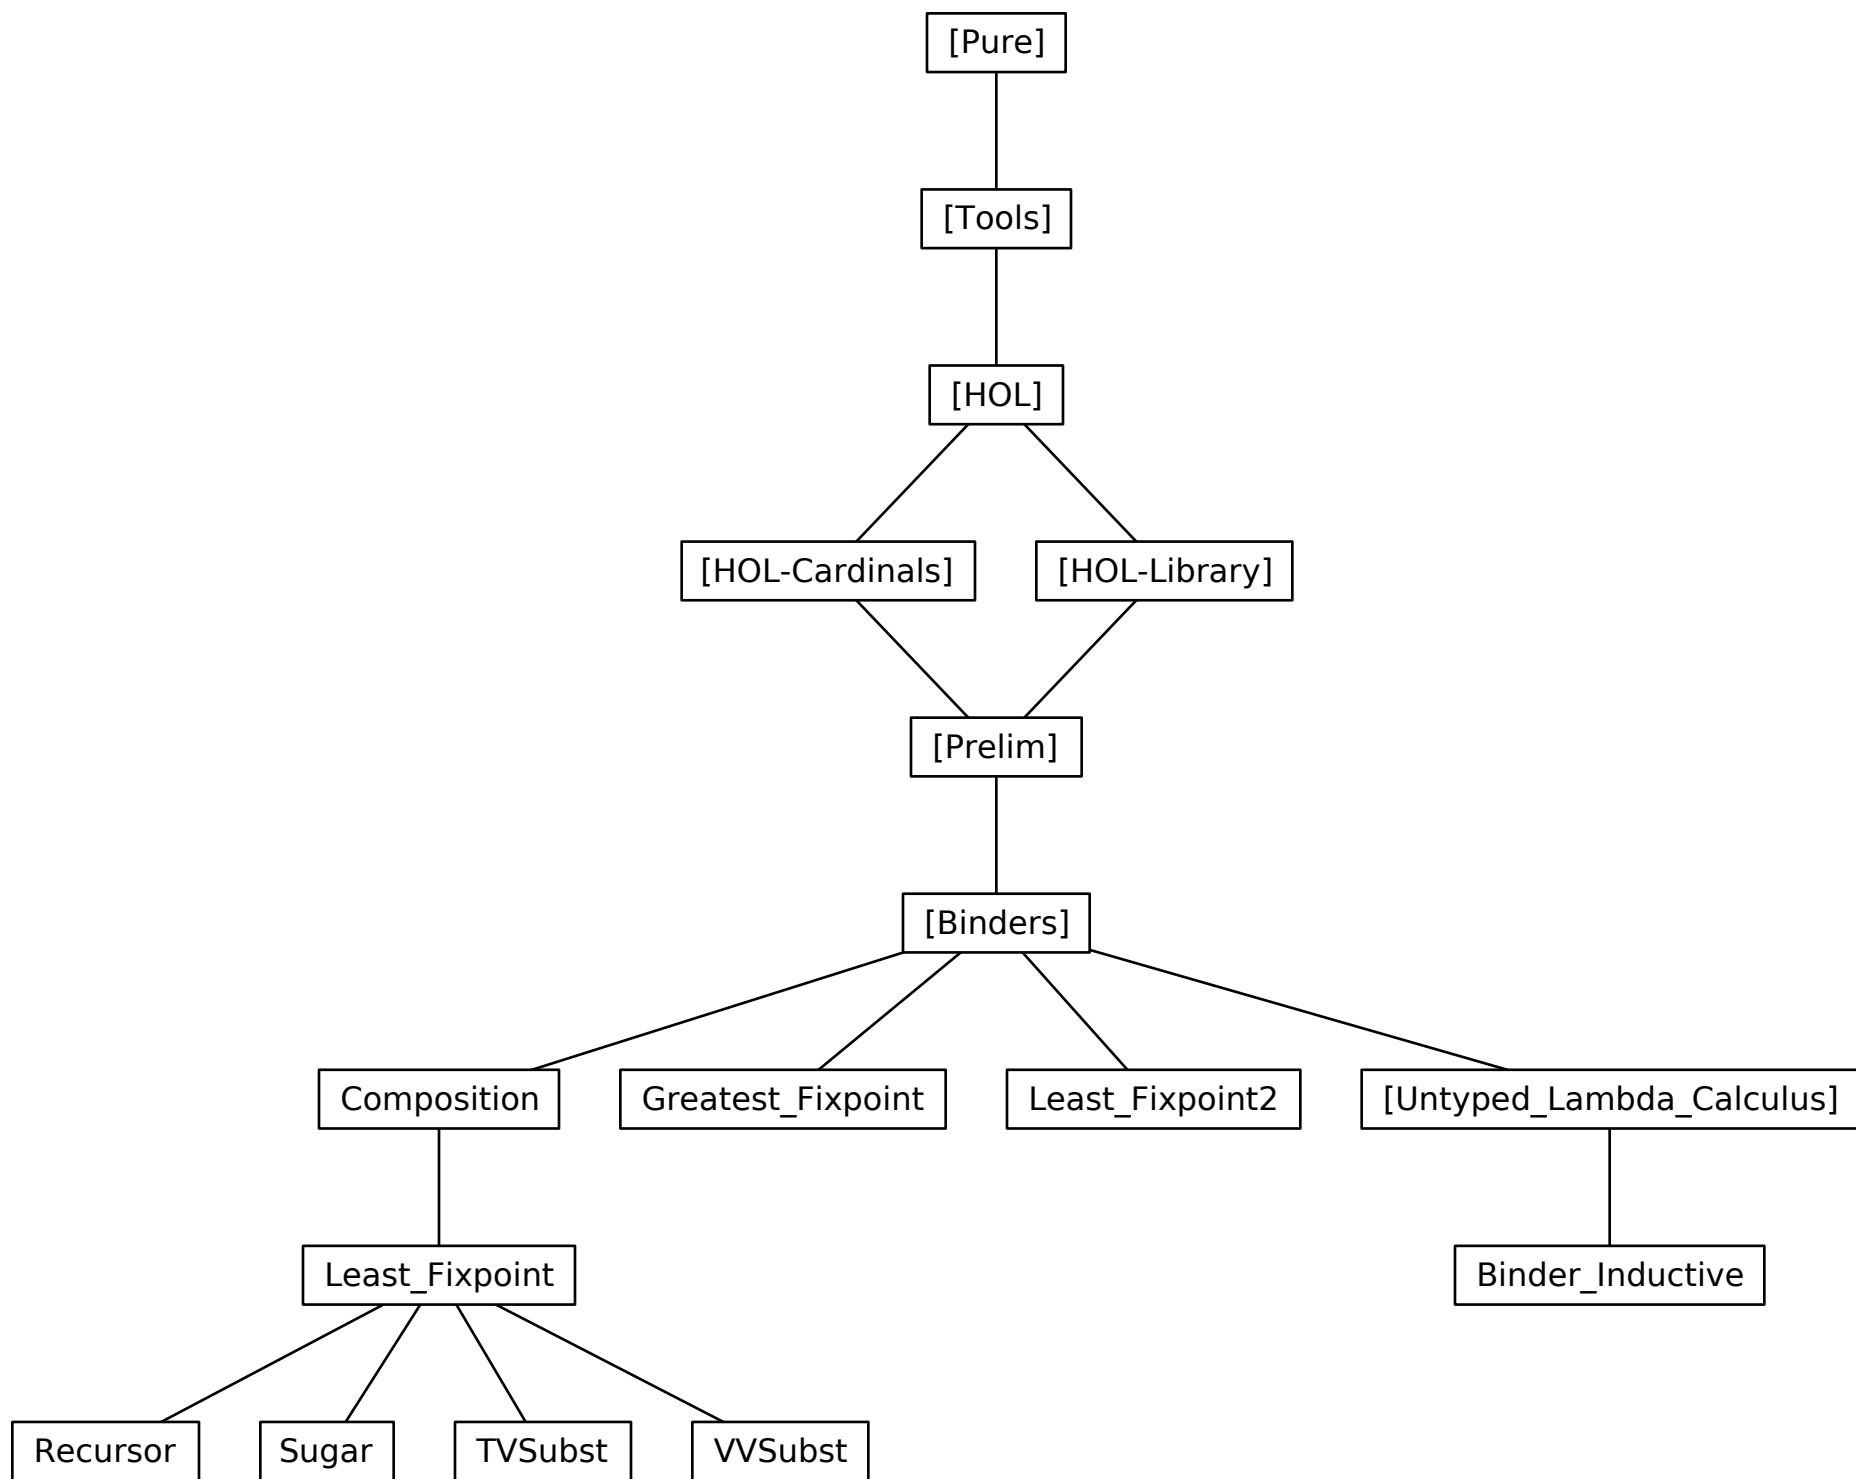 [Pure]
[Tools]
[HOL]
[HOL-Cardinals]
[HOL-Library]
[Prelim]
[Binders]
Composition
Greatest_Fixpoint
Least_Fixpoint2
[Untyped_Lambda_Calculus]
Least_Fixpoint
Binder_Inductive
Recursor
Sugar
TVSubst
VVSubst